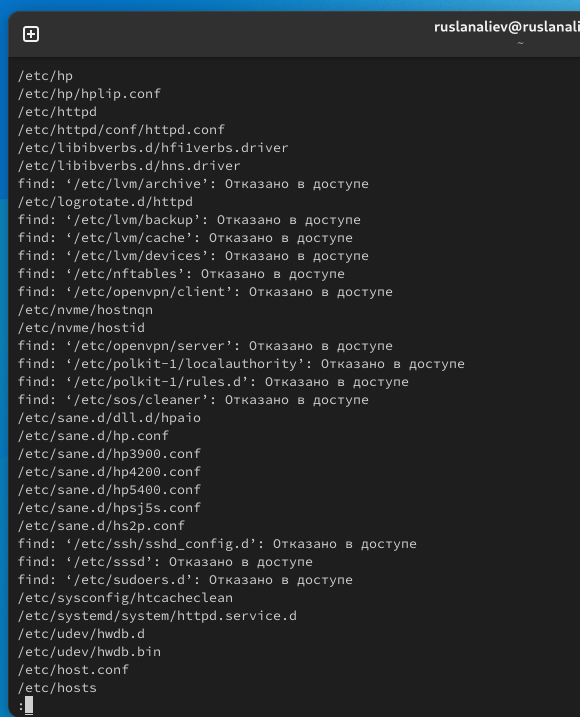 ruslanaliev@ruslanali
~
/etc/hp
/etc/hp/hplip.conf
/etc/httpd
/etc/httpd/conf/httpd.conf
/etc/libibverbs.d/hfi1verbs.driver
/etc/libibverbs.d/hns.driver
find: ‘/etc/lvm/archive’: Отказано в доступе
/etc/logrotate.d/httpd
find: ‘/etc/lvm/backup’: Отказано в доступе
find: ‘/etc/lvm/cache’: Отказано в доступе
find: ‘/etc/lvm/devices’: Отказано в доступе
find: ‘/etc/nftables’: Отказано в доступе
find: ‘/etc/openvpn/client’: Отказано в доступе
/etc/nvme/hostnqn
/etc/nvme/hostid
find: ‘/etc/openvpn/server’: Отказано в доступе
find: ‘/etc/polkit-1/localauthority’: Отказано в доступе
find: ‘/etc/polkit-1/rules.d’: Отказано в доступе
find: ‘/etc/sos/cleaner’: Отказано в доступе
/etc/sane.d/dll.d/hpaio
/etc/sane.d/hp.conf
/etc/sane.d/hp3900.conf
/etc/sane.d/hp4200.conf
/etc/sane.d/hp5400.conf
/etc/sane.d/hpsj5s.conf
/etc/sane.d/hs2p.conf
find: ‘/etc/ssh/sshd_config.d’: Отказано в доступе
find: ‘/etc/sssd’: Отказано в доступе
find: ‘/etc/sudoers.d’: Отказано в доступе
/etc/sysconfig/htcacheclean
/etc/systemd/system/httpd.service.d
/etc/udev/hwdb.d
/etc/udev/hwdb.bin
/etc/host.conf
/etc/hosts
: